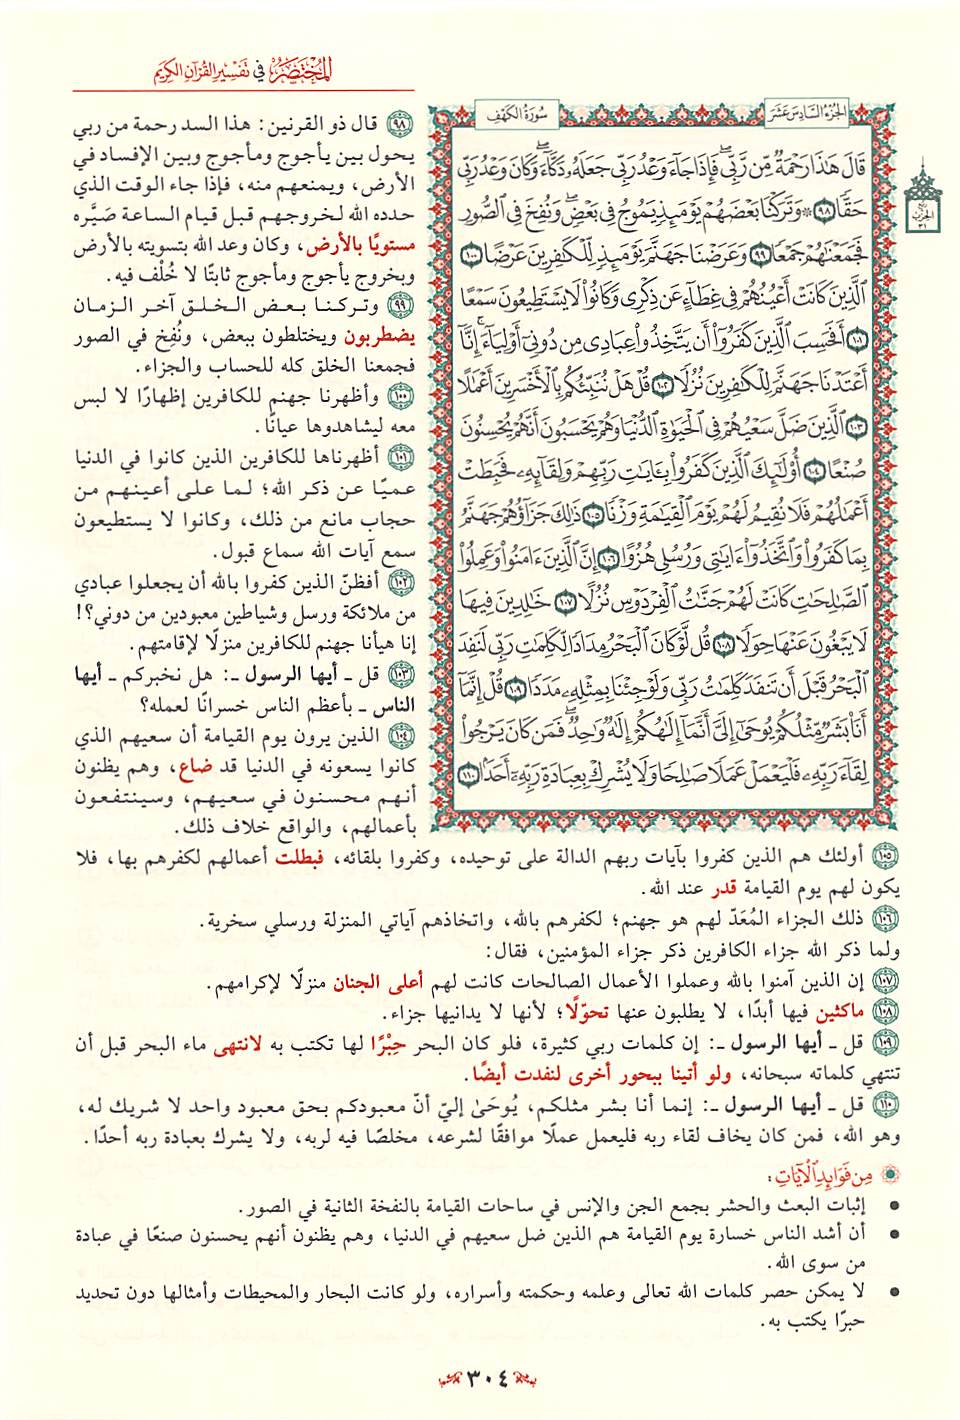 المختصر في تفسير القرآن الكريم
الجزء السادس عشر
سورة الكهف
قَالَ هَٰذَا رَحْمَةٌ مِّن رَّبِّي ۖ فَإِذَا جَاءَ وَعْدُ رَبِّي جَعَلَهُ دَكَّاءَ ۖ وَكَانَ وَعْدُ رَبِّي
حَقًّا ٩٨ ۞ وَتَرَكْنَا بَعْضَهُمْ يَوْمَئِذٍ يَمُوجُ فِي بَعْضٍ ۖ وَنُفِخَ فِي الصُّورِ
فَجَمَعْنَاهُمْ جَمْعًا ٩٩ وَعَرَضْنَا جَهَنَّمَ يَوْمَئِذٍ لِّلْكَافِرِينَ عَرْضًا ١٠٠
الَّذِينَ كَانَتْ أَعْيُنُهُمْ فِي غِطَاءٍ عَن ذِكْرِي وَكَانُوا لَا يَسْتَطِيعُونَ سَمْعًا
١٠١ أَفَحَسِبَ الَّذِينَ كَفَرُوا أَن يَتَّخِذُوا عِبَادِي مِن دُونِي أَوْلِيَاءَ ۚ إِنَّا
أَعْتَدْنَا جَهَنَّمَ لِلْكَافِرِينَ نُزُلًا ١٠٢ قُلْ هَلْ نُنَبِّئُكُم بِالْأَخْسَرِينَ أَعْمَالًا
١٠٣ الَّذِينَ ضَلَّ سَعْيُهُمْ فِي الْحَيَاةِ الدُّنْيَا وَهُمْ يَحْسَبُونَ أَنَّهُمْ يُحْسِنُونَ
صُنْعًا ١٠٤ أُولَٰئِكَ الَّذِينَ كَفَرُوا بِآيَاتِ رَبِّهِمْ وَلِقَائِهِ فَحَبِطَتْ
أَعْمَالُهُمْ فَلَا نُقِيمُ لَهُمْ يَوْمَ الْقِيَامَةِ وَزْنًا ١٠٥ ذَٰلِكَ جَزَاؤُهُمْ جَهَنَّمُ
بِمَا كَفَرُوا وَاتَّخَذُوا آيَاتِي وَرُسُلِي هُزُوًا ١٠٦ إِنَّ الَّذِينَ آمَنُوا وَعَمِلُوا
الصَّالِحَاتِ كَانَتْ لَهُمْ جَنَّاتُ الْفِرْدَوْسِ نُزُلًا ١٠٧ خَالِدِينَ فِيهَا
لَا يَبْغُونَ عَنْهَا حِوَلًا ١٠٨ قُل لَّوْ كَانَ الْبَحْرُ مِدَادًا لِّكَلِمَاتِ رَبِّي لَنَفِدَ
الْبَحْرُ قَبْلَ أَن تَنفَدَ كَلِمَاتُ رَبِّي وَلَوْ جِئْنَا بِمِثْلِهِ مَدَدًا ١٠٩ قُلْ إِنَّمَا
أَنَا بَشَرٌ مِّثْلُكُمْ يُوحَىٰ إِلَيَّ أَنَّمَا إِلَٰهُكُمْ إِلَٰهٌ وَاحِدٌ ۖ فَمَن كَانَ يَرْجُوا
لِقَاءَ رَبِّهِ فَلْيَعْمَلْ عَمَلًا صَالِحًا وَلَا يُشْرِكْ بِعِبَادَةِ رَبِّهِ أَحَدًا ١١٠
ربع
الحزب
٣١
٩٨ قال ذو القرنين: هذا السد رحمة من ربي
يحول بين يأجوج ومأجوج وبين الإفساد في
الأرض، ويمنعهم منه، فإذا جاء الوقت الذي
حدده الله لخروجهم قبل قيام الساعة صَيَّره
مستويًا بالأرض، وكان وعد الله بتسويته بالأرض
وبخروج يأجوج ومأجوج ثابتًا لا خُلْف فيه.
٩٩ وتركنا بعض الخلق آخر الزمان
يضطربون ويختلطون ببعض، ونُفِخ في الصور
فجمعنا الخلق كله للحساب والجزاء.
١٠٠ وأظهرنا جهنم للكافرين إظهارًا لا لبس
معه ليشاهدوها عيانًا.
١٠١ أظهرناها للكافرين الذين كانوا في الدنيا
عميًا عن ذكر الله؛ لما على أعينهم من
حجاب مانع من ذلك، وكانوا لا يستطيعون
سمع آيات الله سماع قبول.
١٠٢ أفظنّ الذين كفروا بالله أن يجعلوا عبادي
من ملائكة ورسل وشياطين معبودين من دوني؟!
إنا هيأنا جهنم للكافرين منزلًا لإقامتهم.
١٠٣ قل ـ أيها الرسول ـ: هل نخبركم ـ أيها
الناس ـ بأعظم الناس خسرانًا لعمله؟
١٠٤ الذين يرون يوم القيامة أن سعيهم الذي
كانوا يسعونه في الدنيا قد ضاع، وهم يظنون
أنهم محسنون في سعيهم، وسينتفعون
بأعمالهم، والواقع خلاف ذلك.
١٠٥ أولئك هم الذين كفروا بآيات ربهم الدالة على توحيده، وكفروا بلقائه، فبطلت أعمالهم لكفرهم بها، فلا
يكون لهم يوم القيامة قدر عند الله.
١٠٦ ذلك الجزاء المُعَدّ لهم هو جهنم؛ لكفرهم بالله، واتخاذهم آياتي المنزلة ورسلي سخرية.
ولما ذكر الله جزاء الكافرين ذكر جزاء المؤمنين، فقال:
١٠٧ إن الذين آمنوا بالله وعملوا الأعمال الصالحات كانت لهم أعلى الجنان منزلًا لإكرامهم.
١٠٨ ماكثين فيها أبدًا، لا يطلبون عنها تحوّلًا؛ لأنها لا يدانيها جزاء.
١٠٩ قل ـ أيها الرسول ـ: إن كلمات ربي كثيرة، فلو كان البحر حِبْرًا لها تكتب به لانتهى ماء البحر قبل أن
تنتهي كلماته سبحانه، ولو أتينا ببحور أخرى لنفدت أيضًا.
١١٠ قل ـ أيها الرسول ـ: إنما أنا بشر مثلكم، يُوحَىٰ إليّ أنّ معبودكم بحق معبود واحد لا شريك له،
وهو الله، فمن كان يخاف لقاء ربه فليعمل عملًا موافقًا لشرعه، مخلصًا فيه لربه، ولا يشرك بعبادة ربه أحدًا.
من فوائد الآيات:
• إثبات البعث والحشر بجمع الجن والإنس في ساحات القيامة بالنفخة الثانية في الصور.
• أن أشد الناس خسارة يوم القيامة هم الذين ضل سعيهم في الدنيا، وهم يظنون أنهم يحسنون صنعًا في عبادة
من سوى الله.
• لا يمكن حصر كلمات الله تعالى وعلمه وحكمته وأسراره، ولو كانت البحار والمحيطات وأمثالها دون تحديد
حبرًا يكتب به.
٣٠٤